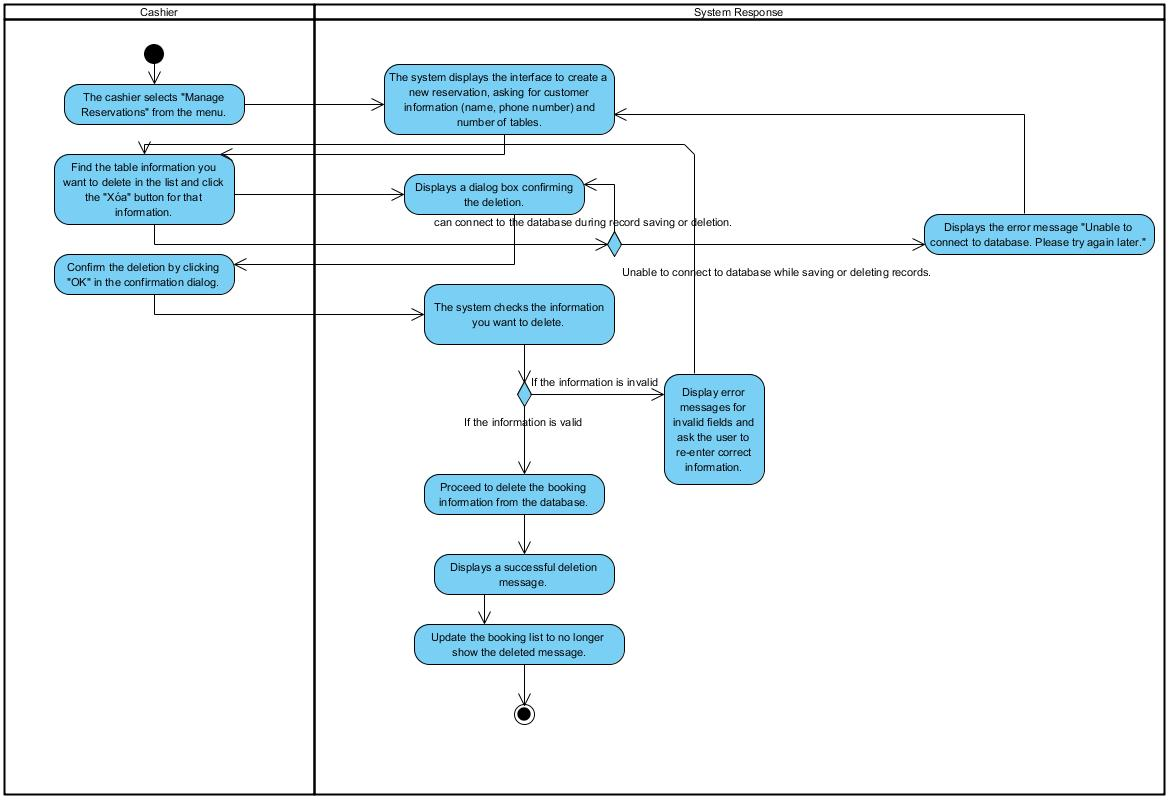 Cashier
System Response
The cashier selects "Manage
Reservations" from the menu.
The system displays the interface to create a
new reservation, asking for customer
information (name, phone number) and
number of tables.
Find the table information you
want to delete in the list and click
the "Xóa" button for that
information.
Displays a dialog box confirming
the deletion.
can connect to the database during record saving or deletion.
Displays the error message "Unable to
connect to database. Please try again later."
Unable to connect to database while saving or deleting records.
Confirm the deletion by clicking
"OK" in the confirmation dialog.
The system checks the information
you want to delete.
If the information is invalid
Display error
messages for
invalid fields and
ask the user to
re-enter correct
information.
If the information is valid
Proceed to delete the booking
information from the database.
Displays a successful deletion
message.
Update the booking list to no longer
show the deleted message.